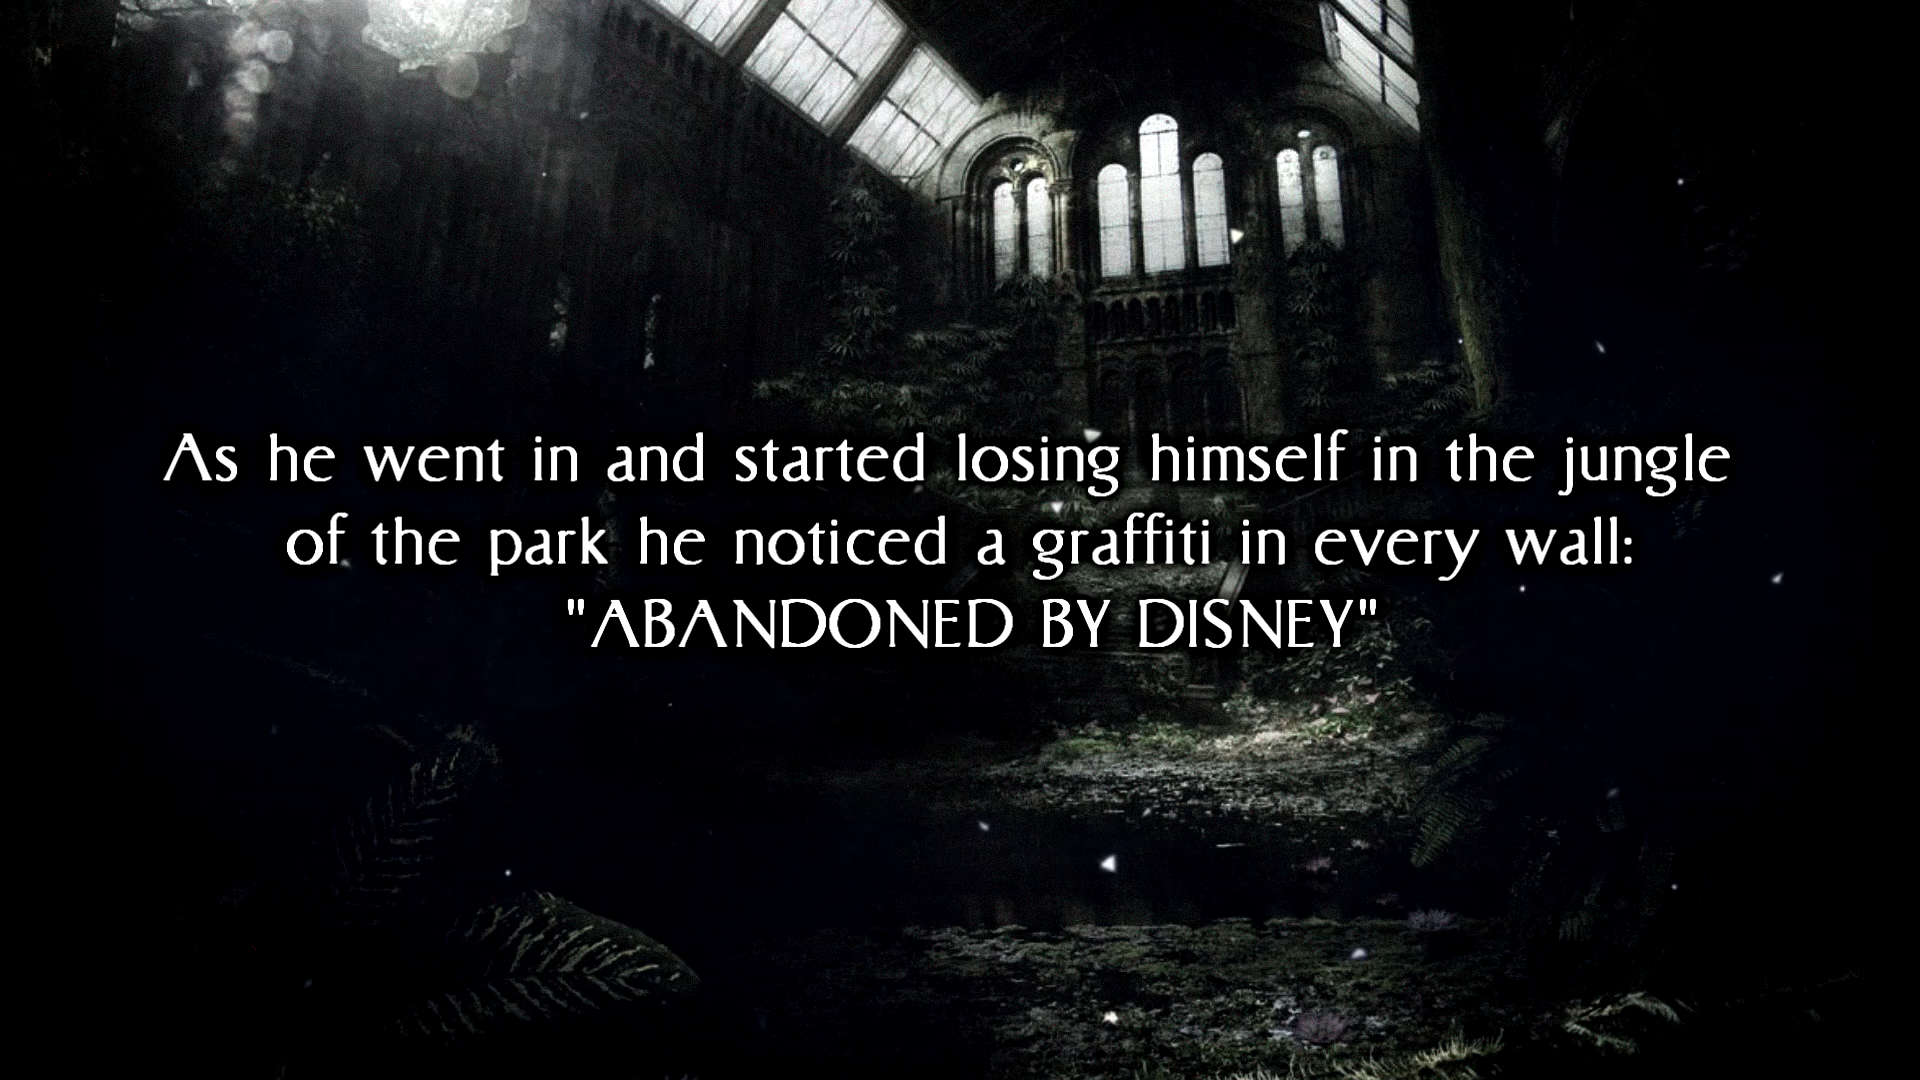 As he went in and started losing himself in the jungle
of the park he noticed a graffiti in every wall:
"ABANDONED BY DISNEY"